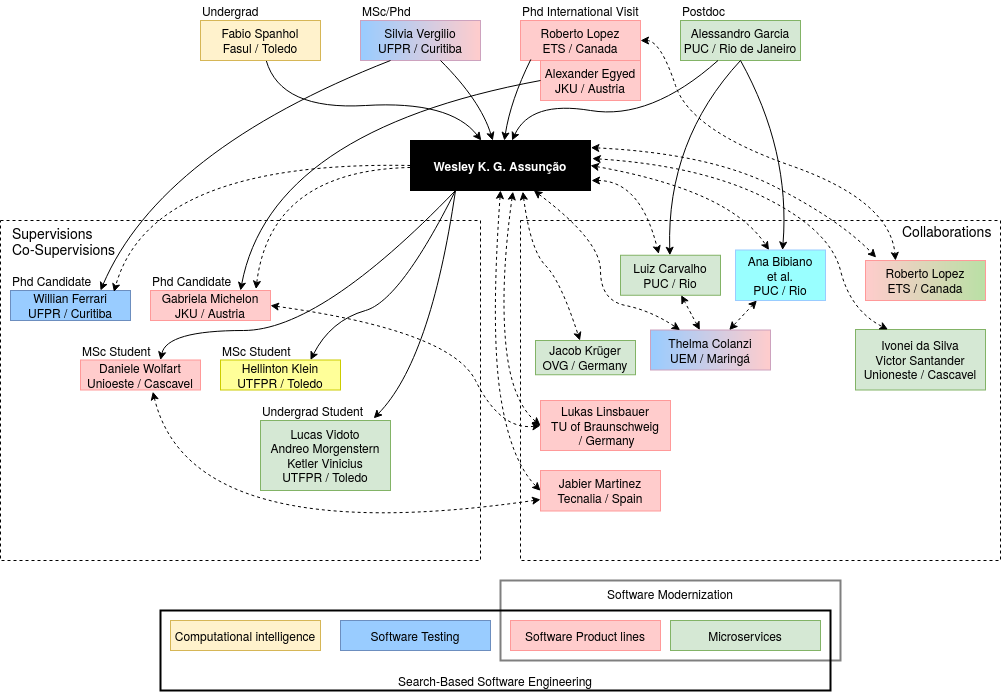 Undergrad
Fabio Spanhol
Fasul / Toledo
MSc/Phd
Silvia Vergilio
UFPR / Curitiba
Phd International Visit
Roberto Lopez
ETS / Canada
Alexander Egyed
JKU / Austria
Postdoc
Alessandro Garcia
PUC / Rio de Janeiro
Wesley K. G. Assunção
Supervisions
Co-Supervisions
Phd Candidate
Willian Ferrari
UFPR / Curitiba
Phd Candidate
Gabriela Michelon
JKU / Austria
MSc Student
Daniele Wolfart
Unioeste / Cascavel
MSc Student
Hellinton Klein
UTFPR / Toledo
Undergrad Student
Lucas Vidoto
Andreo Morgenstern
Ketler Vinicius
UTFPR / Toledo
Collaborations
Luiz Carvalho
PUC / Rio
Ana Bibiano
et al.
PUC / Rio
Roberto Lopez
ETS / Canada
Jacob Krüger
OVG / Germany
Thelma Colanzi
UEM / Maringá
Ivonei da Silva
Victor Santander
Unioneste / Cascavel
Lukas Linsbauer
TU of Braunschweig
/ Germany
Jabier Martinez
Tecnalia / Spain
Software Modernization
Computational intelligence
Software Testing
Software Product lines
Microservices
Search-Based Software Engineering